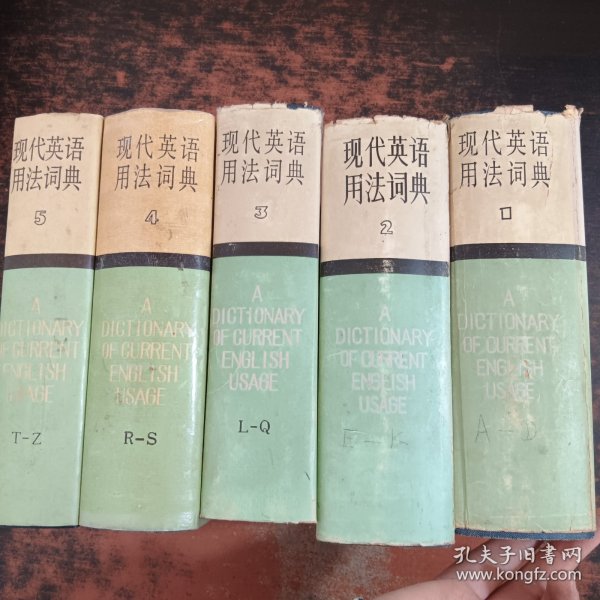 现代英语
用法词典
5
A
DICTIONARY
OF CURRENT
ENGLISH
USAGE
T-Z
现代英语
用法词典
4
A
DICTIONARY
OF CURRENT
ENGLISH
USAGE
R-S
现代英语
用法词典
3
A
DICTIONARY
OF CURRENT
ENGLISH
USAGE
L-Q
现代英语
用法词典
2
A
DICTIONARY
OF CURRENT
ENGLISH
USAGE
E-K
现代英语
用法词典
1
A
DICTIONARY
OF CURRENT
ENGLISH
USAGE
A-D
孔夫子旧书网
www.kongfz.com